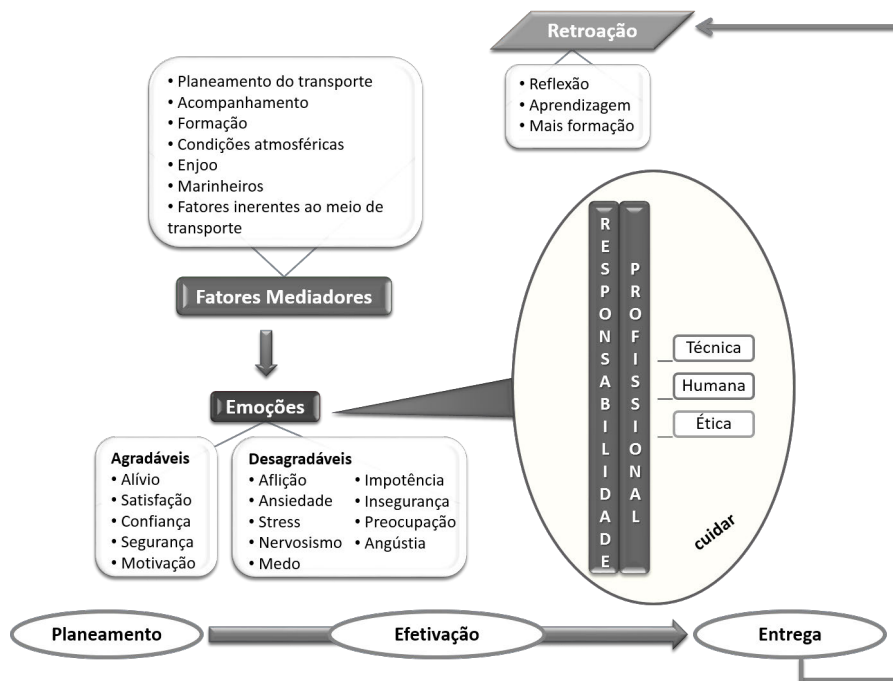 Retroação
• Reflexão
• Aprendizagem
• Mais formação
• Planeamento do transporte
• Acompanhamento
• Formação
• Condições atmosféricas
• Enjoo
• Marinheiros
• Fatores inerentes ao meio de
transporte
Fatores Mediadores
Emoções
Agradáveis
• Alívio
• Satisfação
• Confiança
• Segurança
• Motivação
Desagradáveis
• Aflição
• Ansiedade
• Stress
• Nervosismo
• Medo
• Impotência
• Insegurança
• Preocupação
• Angústia
RESPONSABILIDADE
PROFISSIONAL
Técnica
Humana
Ética
cuidar
Planeamento
Efetivação
Entrega